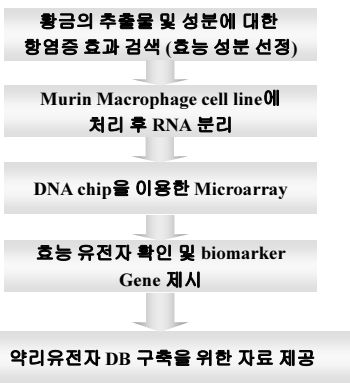 황금의 추출물 및 성분에 대한
항염증 효과 검색 (효능 성분 선정)
Murin Macrophage cell line에
처리 후 RNA 분리
DNA chip을 이용한 Microarray
효능 유전자 확인 및 biomarker
Gene 제시
약리유전자 DB 구축을 위한 자료 제공